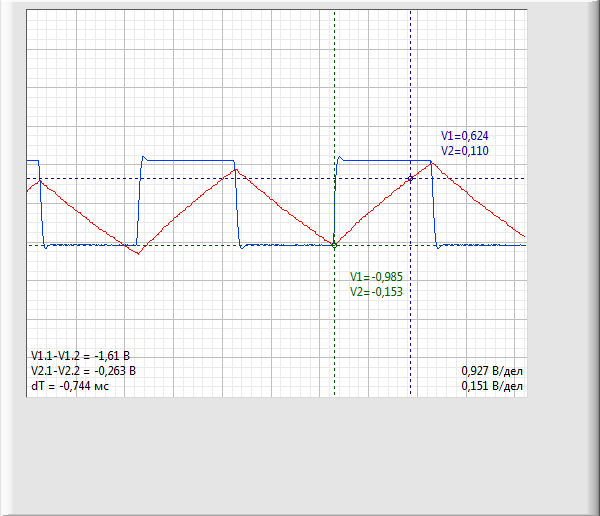 V1=0,624
V2=0,110
V1=-0,985
V2=-0,153
V1.1-V1.2 = -1,61 В
V2.1-V2.2 = -0,263 В
dT = -0,744 мс
0,927 В/дел
0,151 В/дел